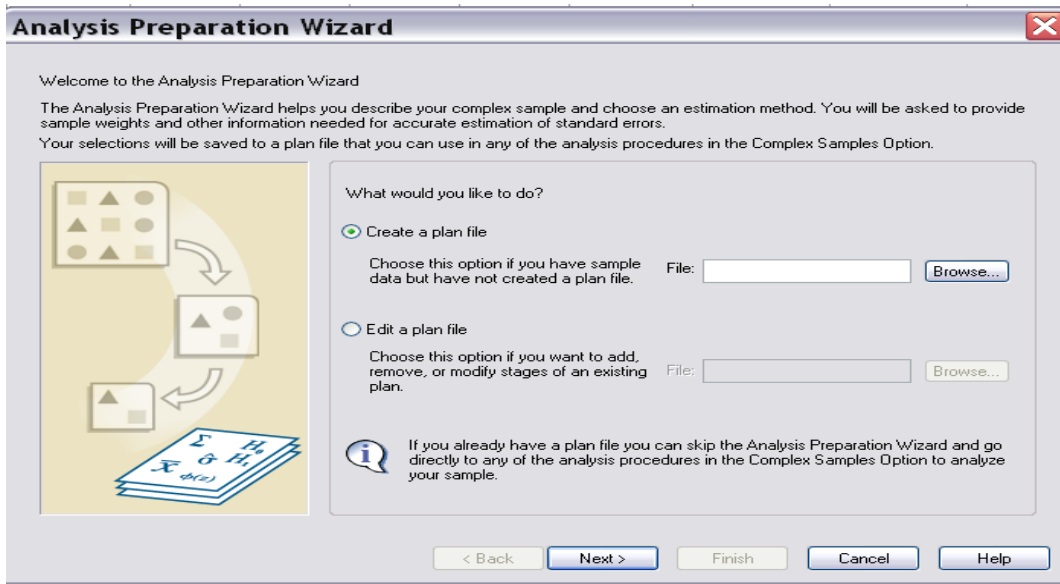 Analysis Preparation Wizard
Welcome to the Analysis Preparation Wizard
The Analysis Preparation Wizard helps you describe your complex sample and choose an estimation method. You will be asked to provide
sample weights and other information needed for accurate estimation of standard errors.
Your selections will be saved to a plan file that you can use in any of the analysis procedures in the Complex Samples Option.
What would you like to do?
Create a plan file
Choose this option if you have sample
data but have not created a plan file.
File:
Browse...
Edit a plan file
Choose this option if you want to add,
remove, or modify stages of an existing
plan.
File:
Browse...
If you already have a plan file you can skip the Analysis Preparation Wizard and go
directly to any of the analysis procedures in the Complex Samples Option to analyze
your sample.
Σ H₀
x̄ σ̂ H₁
ϕ(z)
< Back Next > Finish Cancel Help